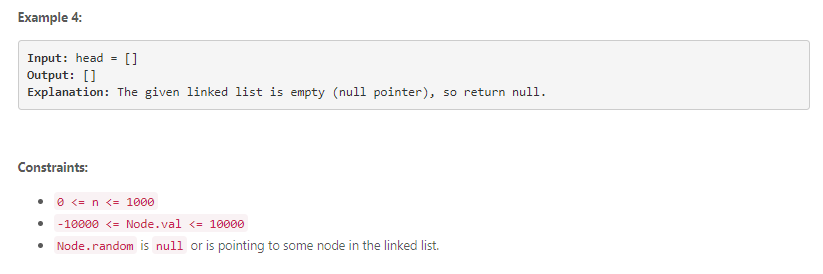 Example 4:
Input: head = []
Output: []
Explanation: The given linked list is empty (null pointer), so return null.
Constraints:
0 <= n <= 1000
-10000 <= Node.val <= 10000
Node.random is null or is pointing to some node in the linked list.